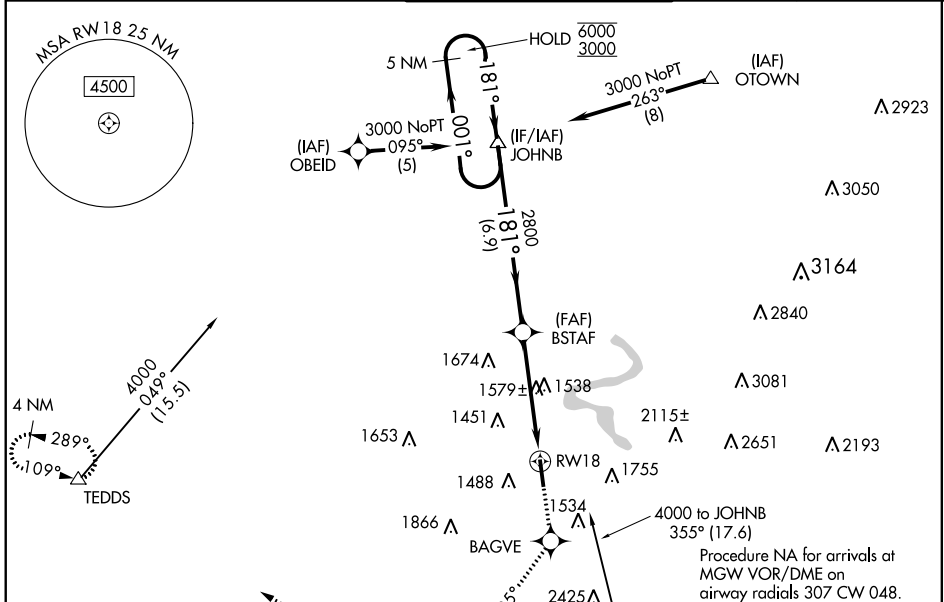 MSA RW18 25 NM
4500
HOLD 6000
3000
5 NM
181°
001°
3000 NoPT
263°
(8)
(IAF)
OTOWN
2923
(IAF)
OBEID
3000 NoPT
095°
(5)
(IF/IAF)
JOHNB
3050
2800
181°
(6.9)
3164
2840
(FAF)
BSTAF
4000
049°
(15.5)
1674
1579±
1538
3081
4 NM
289°
109°
TEDDS
1653
1451
2115±
2651
2193
RW18
1488
1755
1866
1534
BAGVE
4000 to JOHNB
355° (17.6)
Procedure NA for arrivals at
MGW VOR/DME on
airway radials 307 CW 048.
2425